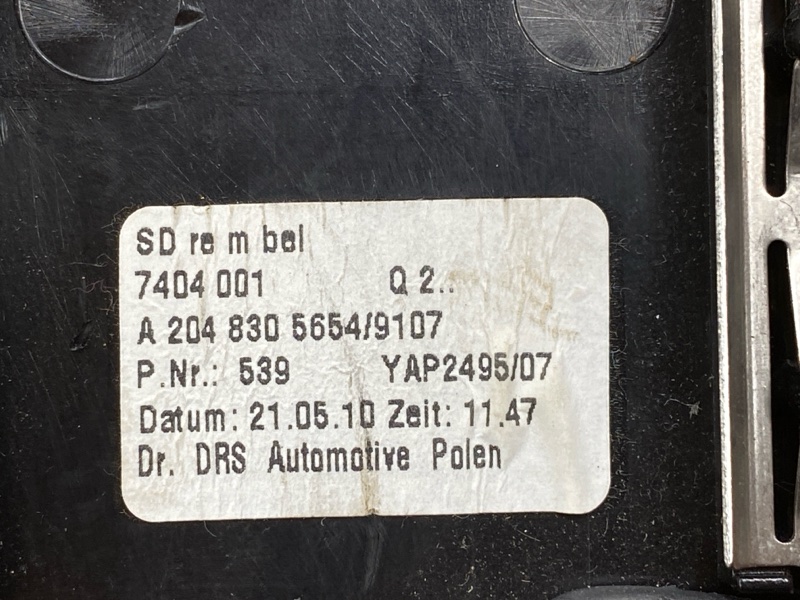 SD re m bel
7404 001 Q 2..
A 204 830 5654/9107
P.Nr.: 539 YAP2495/07
Datum: 21.05.10 Zeit: 11.47
Dr. DRS Automotive Polen